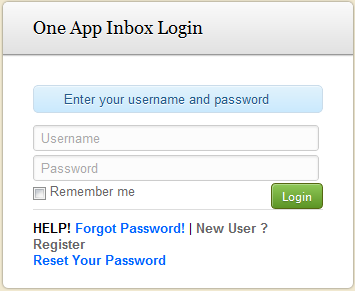 One App Inbox Login
Enter your username and password
Username
Password
Remember me
Login
HELP! Forgot Password! | New User ?
Register
Reset Your Password